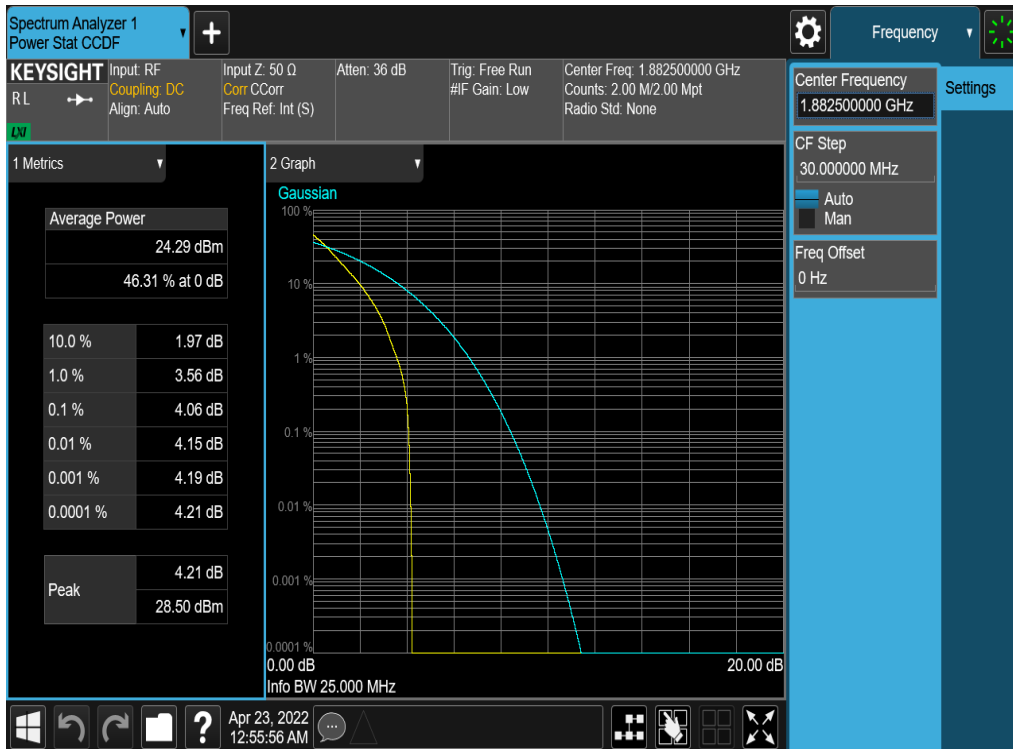 Spectrum Analyzer 1
Power Stat CCDF
+
Frequency
KEYSIGHT
RL
LXI
Input: RF
Coupling: DC
Align: Auto
Input Z: 50 Ω
Corr CCorr
Freq Ref: Int (S)
Atten: 36 dB
Trig: Free Run
#IF Gain: Low
Center Freq: 1.882500000 GHz
Counts: 2.00 M/2.00 Mpt
Radio Std: None
Center Frequency
1.882500000 GHz
Settings
CF Step
30.000000 MHz
Auto
Man
Freq Offset
0 Hz
1 Metrics
Average Power
24.29 dBm
46.31 % at 0 dB
10.0 % 1.97 dB
1.0 % 3.56 dB
0.1 % 4.06 dB
0.01 % 4.15 dB
0.001 % 4.19 dB
0.0001 % 4.21 dB
Peak
4.21 dB
28.50 dBm
2 Graph
Gaussian
100 %
10 %
1 %
0.1 %
0.01 %
0.001 %
0.0001 %
0.00 dB 20.00 dB
Info BW 25.000 MHz
?
Apr 23, 2022
12:55:56 AM